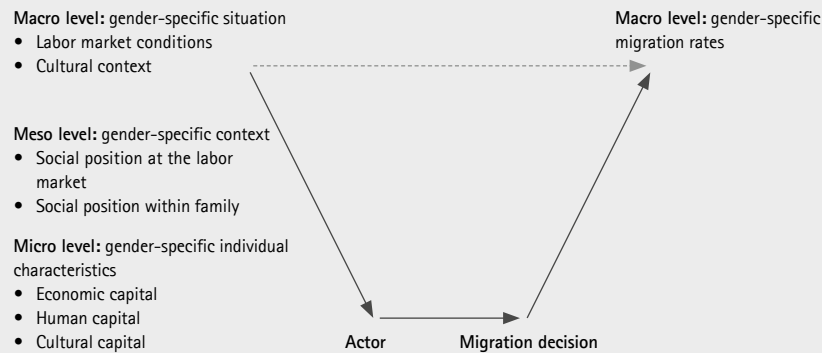 Macro level: gender-specific situation
• Labor market conditions
• Cultural context
Macro level: gender-specific
migration rates
Meso level: gender-specific context
• Social position at the labor
market
• Social position within family
Micro level: gender-specific individual
characteristics
• Economic capital
• Human capital
• Cultural capital
Actor
Migration decision